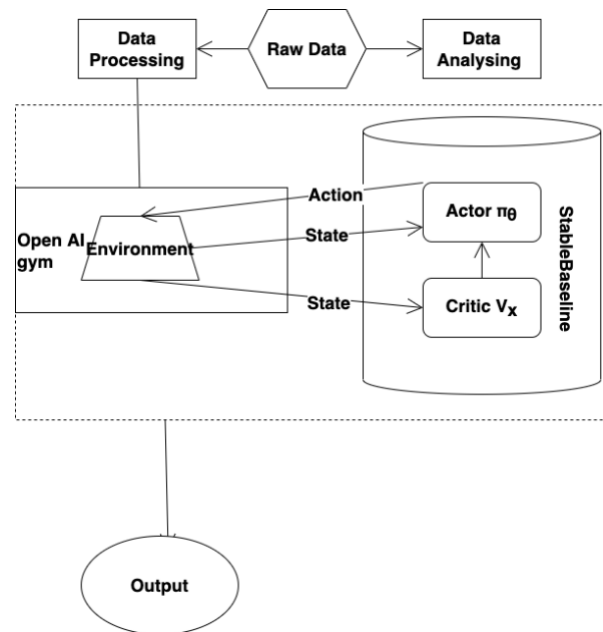 Data
Processing
Raw Data
Data
Analysing
Action
Actor πθ
Open AI
gym
Environment
State
StableBaseline
State
Critic Vx
Output